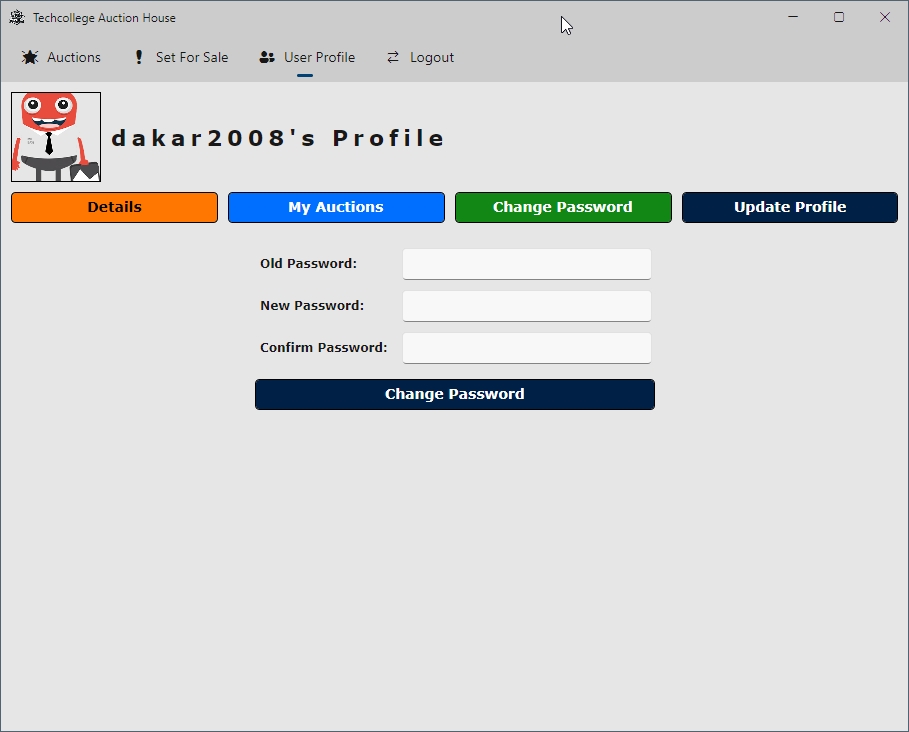 Techcollege Auction House
Auctions
Set For Sale
User Profile
Logout
dakar2008's Profile
Details
My Auctions
Change Password
Update Profile
Old Password:
New Password:
Confirm Password:
Change Password